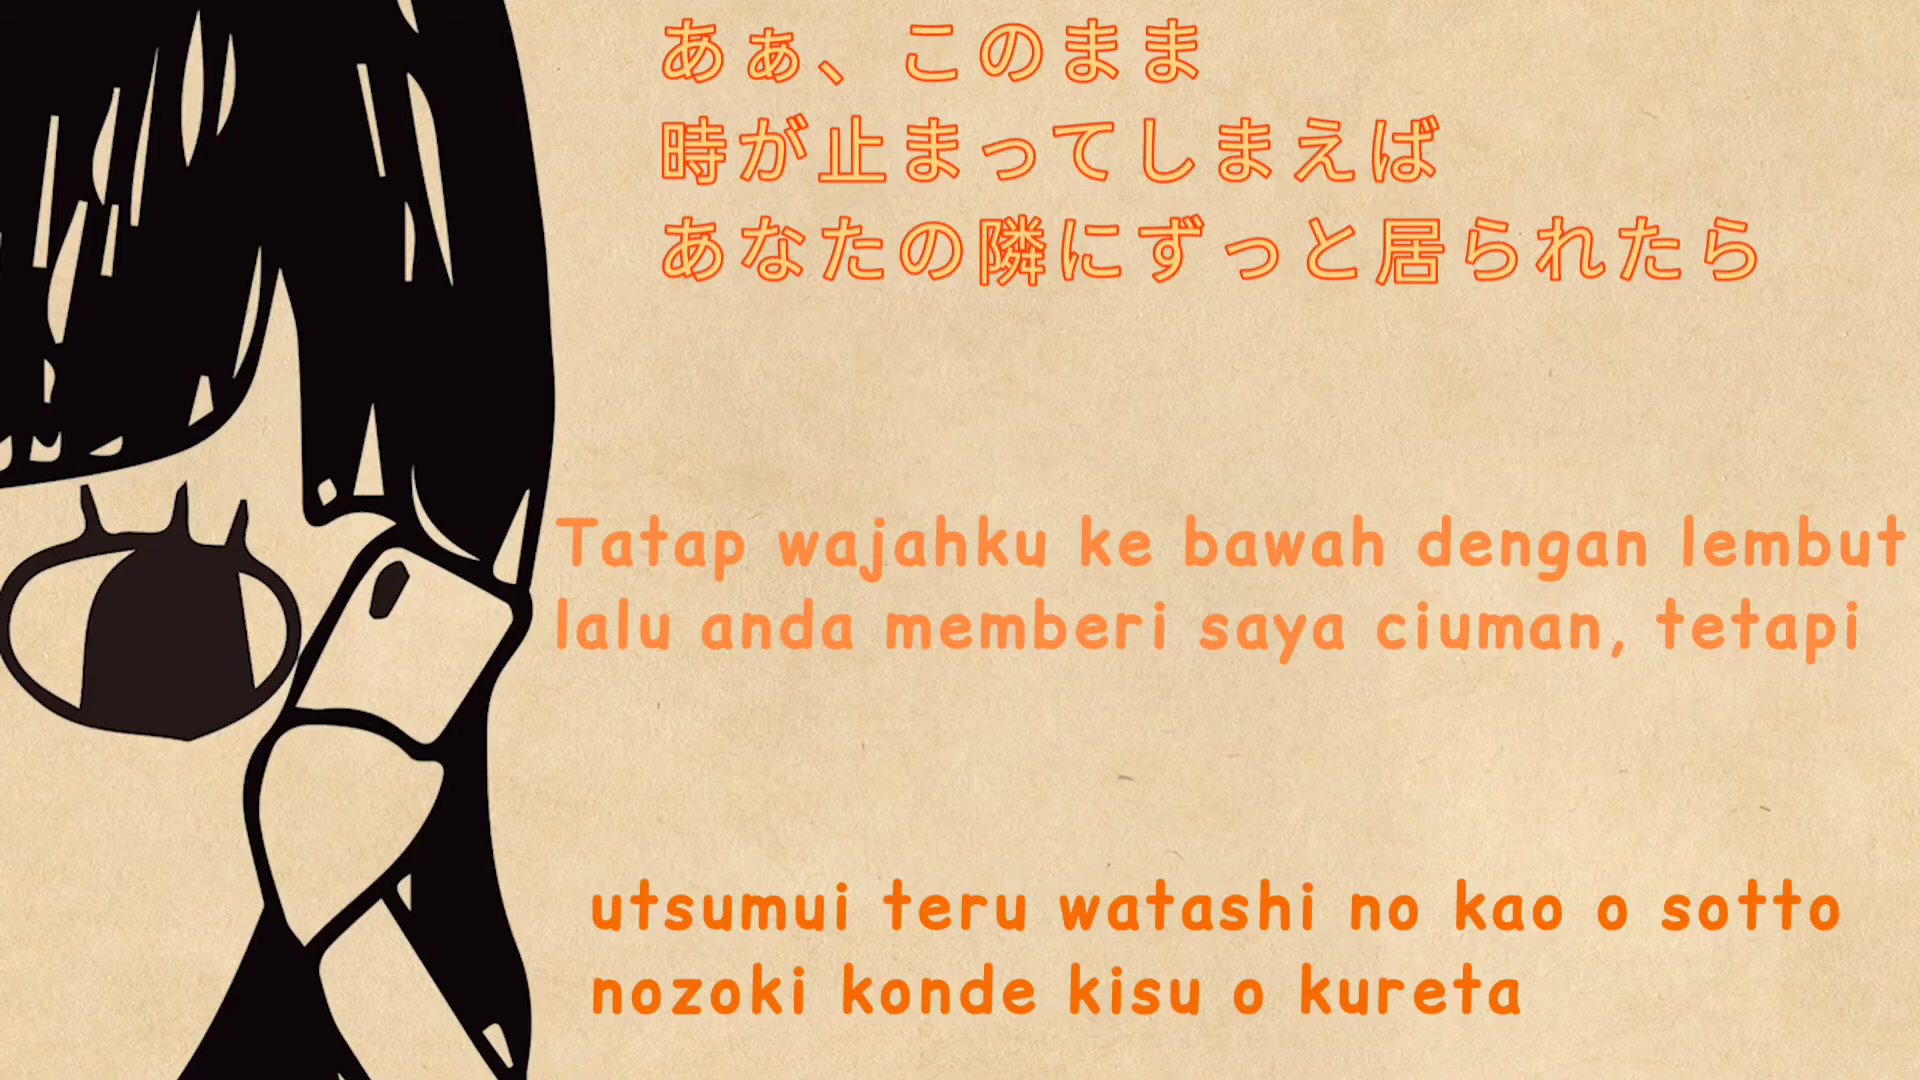 あぁ、このまま
時が止まってしまえば
あなたの隣にずっと居られたら
Tatap wajahku ke bawah dengan lembut
lalu anda memberi saya ciuman, tetapi
utsumui teru watashi no kao o sotto
nozoki konde kisu o kureta